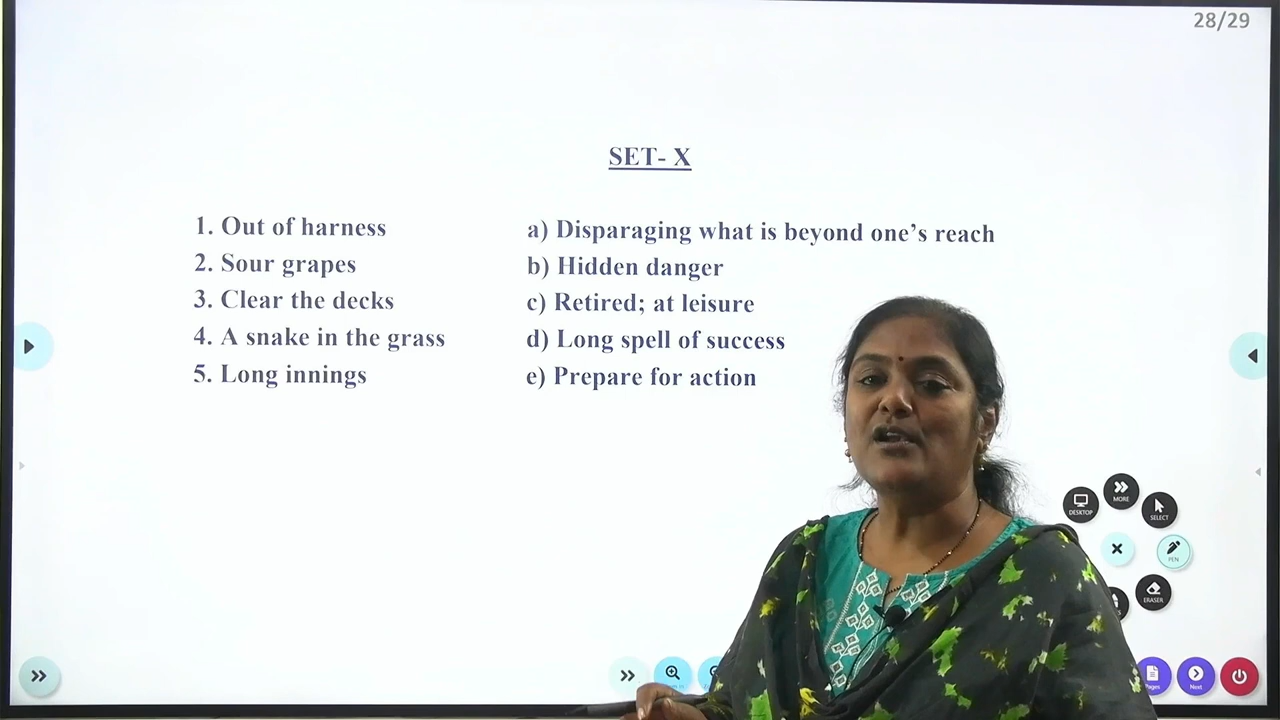 28/29
SET- X
1. Out of harness a) Disparaging what is beyond one’s reach
2. Sour grapes b) Hidden danger
3. Clear the decks c) Retired; at leisure
4. A snake in the grass d) Long spell of success
5. Long innings e) Prepare for action
MORE
DESKTOP
SELECT
PEN
ERASER
Next